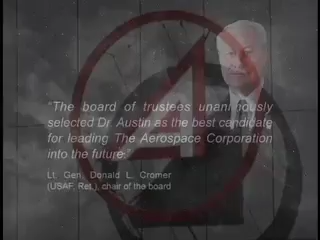 "The board of trustees unanimously
selected Dr. Austin as the best candidate
for leading The Aerospace Corporation
into the future."
Lt. Gen. Donald L. Cromer
(USAF, Ret.), chair of the board